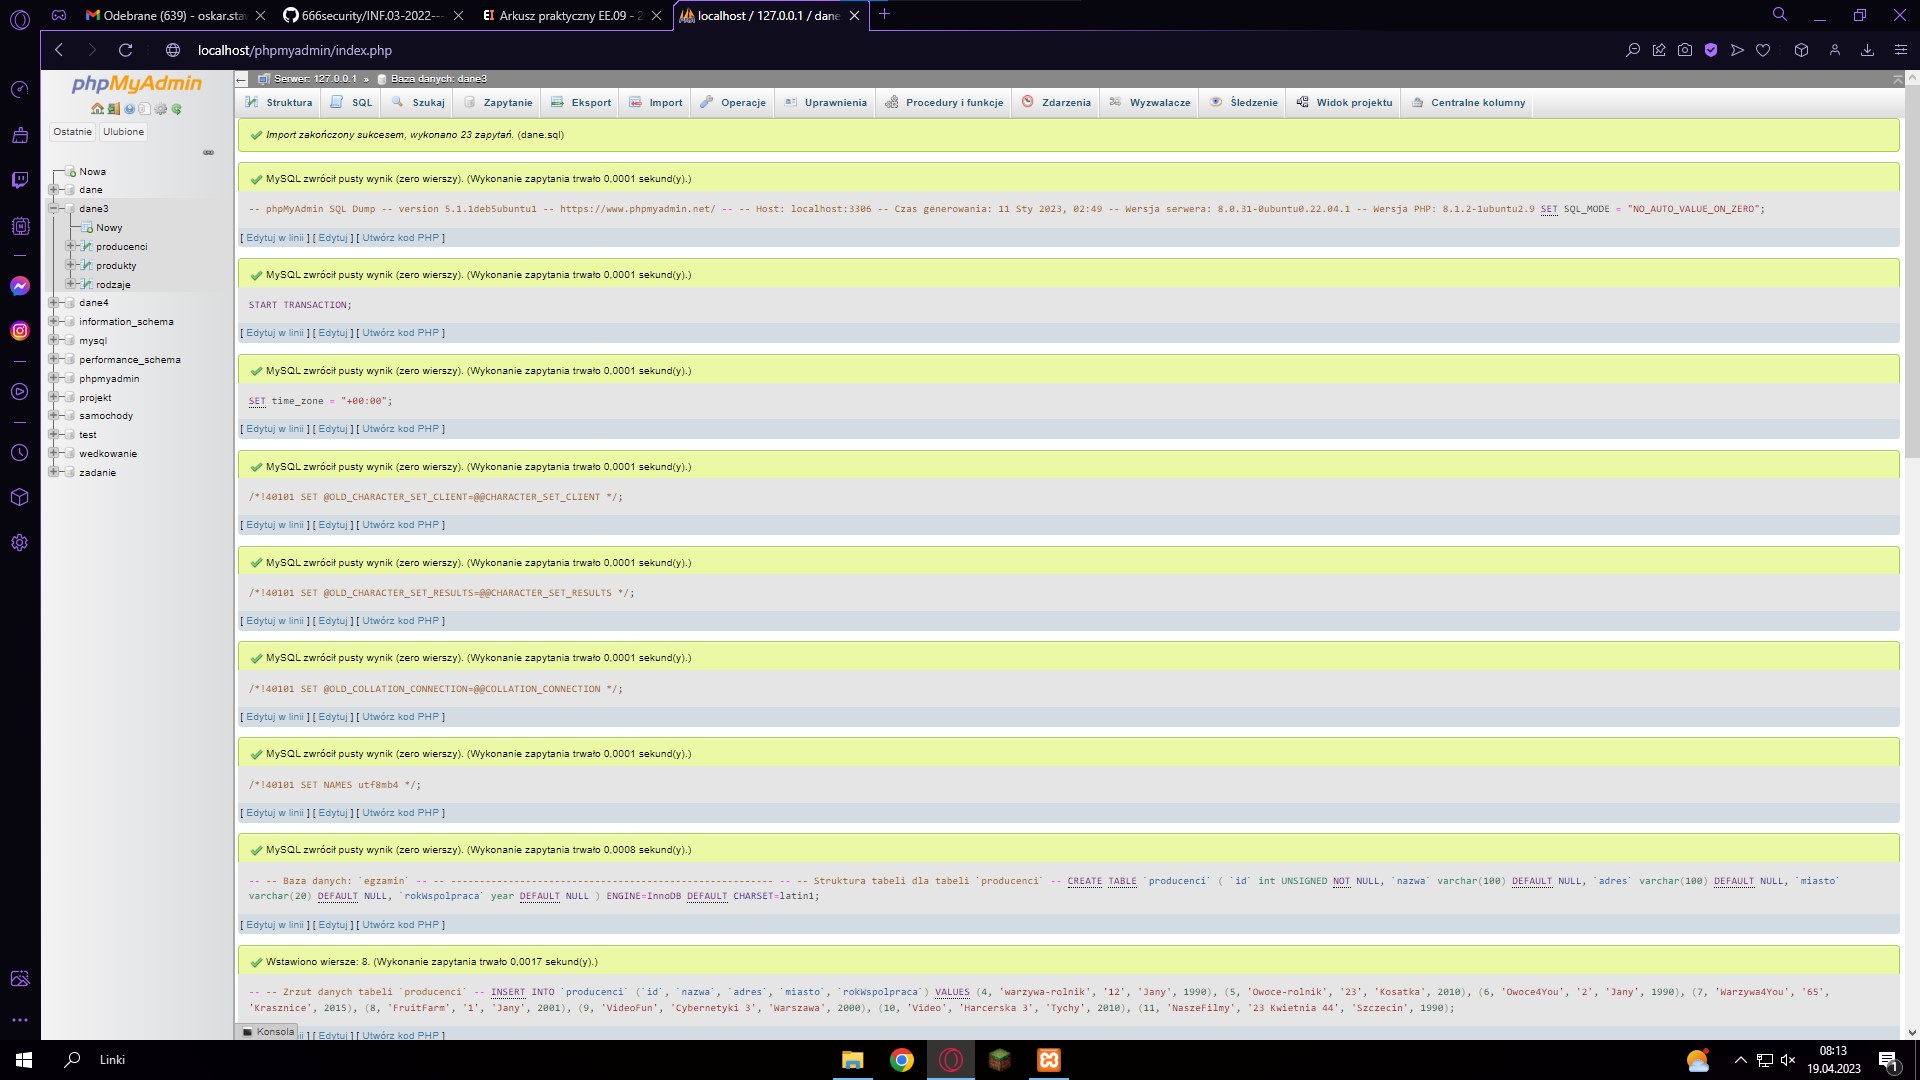 Odebrane (639) - oskar.sta
666security/INF.03-2022--
EI Arkusz praktyczny EE.09 - 2
localhost / 127.0.0.1 / dane
localhost/phpmyadmin/index.php
phpMyAdmin
Ostatnie Ulubione
Nowa
dane
dane3
Nowy
producenci
produkty
rodzaje
dane4
information_schema
mysql
performance_schema
phpmyadmin
projekt
samochody
test
wedkowanie
zadanie
Serwer: 127.0.0.1 » Baza danych: dane3
Struktura SQL Szukaj Zapytanie Eksport Import Operacje Uprawnienia Procedury i funkcje Zdarzenia Wyzwalacze Śledzenie Widok projektu Centralne kolumny
Import zakończony sukcesem, wykonano 23 zapytań. (dane.sql)
MySQL zwrócił pusty wynik (zero wierszy). (Wykonanie zapytania trwało 0,0001 sekund(y).)
-- phpMyAdmin SQL Dump -- version 5.1.1deb5ubuntu1 -- https://www.phpmyadmin.net/ -- -- Host: localhost:3306 -- Czas generowania: 11 Sty 2023, 02:49 -- Wersja serwera: 8.0.31-0ubuntu0.22.04.1 -- Wersja PHP: 8.1.2-1ubuntu2.9 SET SQL_MODE = "NO_AUTO_VALUE_ON_ZERO";
[ Edytuj w linii ] [ Edytuj ] [ Utwórz kod PHP ]
MySQL zwrócił pusty wynik (zero wierszy). (Wykonanie zapytania trwało 0,0001 sekund(y).)
START TRANSACTION;
[ Edytuj w linii ] [ Edytuj ] [ Utwórz kod PHP ]
MySQL zwrócił pusty wynik (zero wierszy). (Wykonanie zapytania trwało 0,0001 sekund(y).)
SET time_zone = "+00:00";
[ Edytuj w linii ] [ Edytuj ] [ Utwórz kod PHP ]
MySQL zwrócił pusty wynik (zero wierszy). (Wykonanie zapytania trwało 0,0001 sekund(y).)
/*!40101 SET @OLD_CHARACTER_SET_CLIENT=@@CHARACTER_SET_CLIENT */;
[ Edytuj w linii ] [ Edytuj ] [ Utwórz kod PHP ]
MySQL zwrócił pusty wynik (zero wierszy). (Wykonanie zapytania trwało 0,0001 sekund(y).)
/*!40101 SET @OLD_CHARACTER_SET_RESULTS=@@CHARACTER_SET_RESULTS */;
[ Edytuj w linii ] [ Edytuj ] [ Utwórz kod PHP ]
MySQL zwrócił pusty wynik (zero wierszy). (Wykonanie zapytania trwało 0,0001 sekund(y).)
/*!40101 SET @OLD_COLLATION_CONNECTION=@@COLLATION_CONNECTION */;
[ Edytuj w linii ] [ Edytuj ] [ Utwórz kod PHP ]
MySQL zwrócił pusty wynik (zero wierszy). (Wykonanie zapytania trwało 0,0001 sekund(y).)
/*!40101 SET NAMES utf8mb4 */;
[ Edytuj w linii ] [ Edytuj ] [ Utwórz kod PHP ]
MySQL zwrócił pusty wynik (zero wierszy). (Wykonanie zapytania trwało 0,0008 sekund(y).)
-- -- Baza danych: `egzamin` -- -- -------------------------------------------------------- -- -- Struktura tabeli dla tabeli `producenci` -- CREATE TABLE `producenci` ( `id` int UNSIGNED NOT NULL, `nazwa` varchar(100) DEFAULT NULL, `adres` varchar(100) DEFAULT NULL, `miasto`
varchar(20) DEFAULT NULL, `rokWspolpraca` year DEFAULT NULL ) ENGINE=InnoDB DEFAULT CHARSET=latin1;
[ Edytuj w linii ] [ Edytuj ] [ Utwórz kod PHP ]
Wstawiono wiersze: 8. (Wykonanie zapytania trwało 0,0017 sekund(y).)
-- -- Zrzut danych tabeli `producenci` -- INSERT INTO `producenci` (`id`, `nazwa`, `adres`, `miasto`, `rokWspolpraca`) VALUES (4, 'warzywa-rolnik', '12', 'Jany', 1990), (5, 'Owoce-rolnik', '23', 'Kosatka', 2010), (6, 'Owoce4You', '2', 'Jany', 1990), (7, 'Warzywa4You', '65',
'Krasznice', 2015), (8, 'FruitFarm', '1', 'Jany', 2001), (9, 'VideoFun', 'Cybernetyki 3', 'Warszawa', 2000), (10, 'Video', 'Harcerska 3', 'Tychy', 2010), (11, 'NaszeFilmy', '23 Kwietnia 44', 'Szczecin', 1990);
Konsola ] [ Edytuj ] [ Utwórz kod PHP ]
Linki
08:13
19.04.2023
1